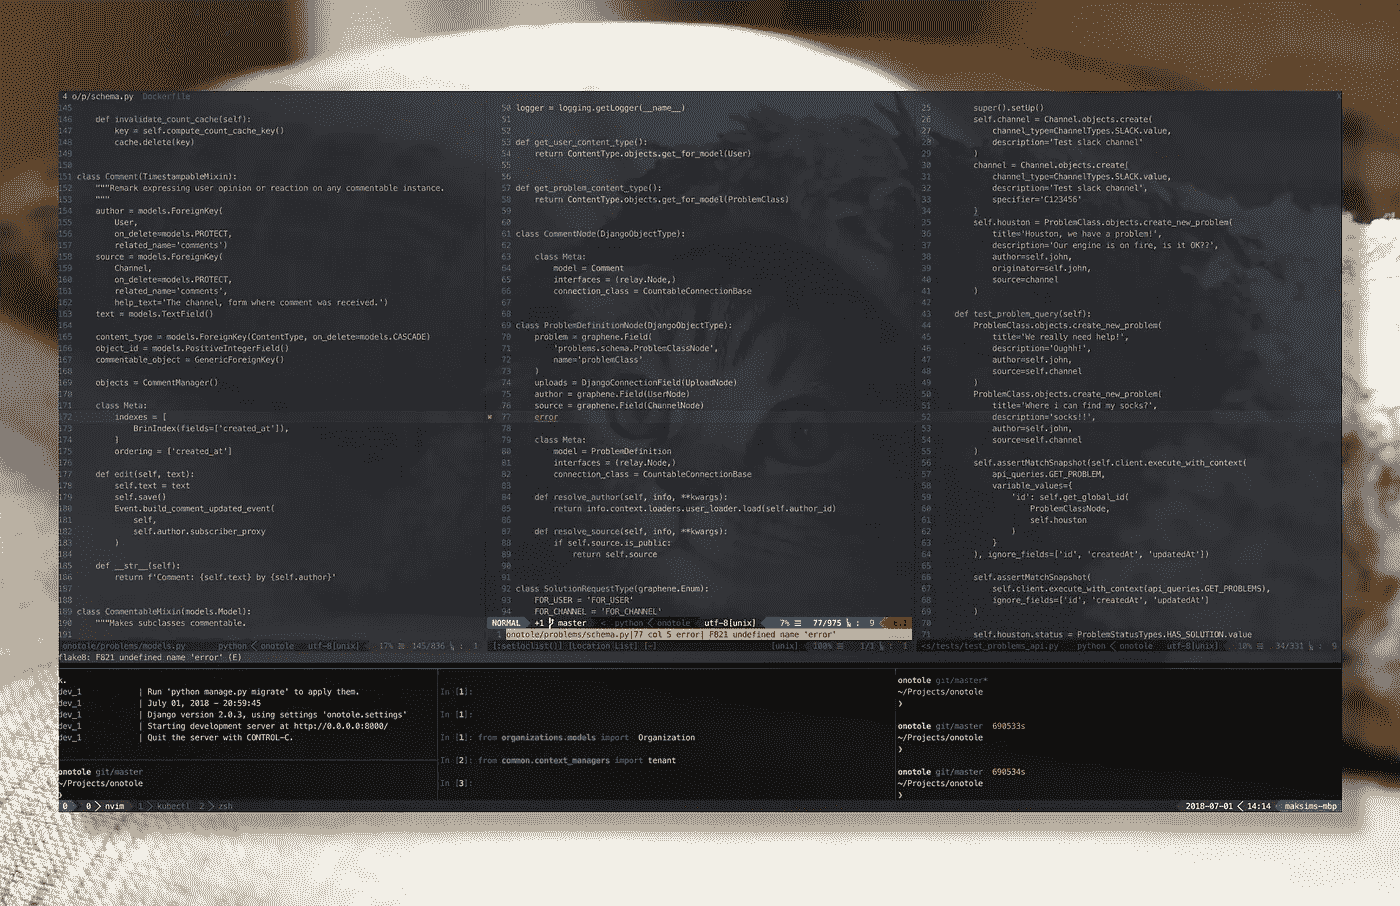 4 o/p/schema.py Dockerfile
145
146 def invalidate_count_cache(self):
147 key = self.compute_count_cache_key()
148 cache.delete(key)
149
150
151 class Comment(TimestampableMixin):
152 """Remark expressing user opinion or reaction on any commentable instance.
153 """
154 author = models.ForeignKey(
155 User,
156 on_delete=models.PROTECT,
157 related_name='comments')
158 source = models.ForeignKey(
159 Channel,
160 on_delete=models.PROTECT,
161 related_name='comments',
162 help_text='The channel, form where comment was received.')
163 text = models.TextField()
164
165 content_type = models.ForeignKey(ContentType, on_delete=models.CASCADE)
166 object_id = models.PositiveIntegerField()
167 commentable_object = GenericForeignKey()
168
169 objects = CommentManager()
170
171 class Meta:
172 indexes = [
173 BrinIndex(fields=['created_at']),
174 ]
175 ordering = ['created_at']
176
177 def edit(self, text):
178 self.text = text
179 self.save()
180 Event.build_comment_updated_event(
181 self,
182 self.author.subscriber_proxy
183 )
184
185 def __str__(self):
186 return f'Comment: {self.text} by {self.author}'
187
188
189 class CommentableMixin(models.Model):
190 """Makes subclasses commentable.
191
onotole/problems/models.py python < onotole utf-8[unix] 17% 145/836 : 1
50 logger = logging.getLogger(__name__)
51
52
53 def get_user_content_type():
54 return ContentType.objects.get_for_model(User)
55
56
57 def get_problem_content_type():
58 return ContentType.objects.get_for_model(ProblemClass)
59
60
61 class CommentNode(DjangoObjectType):
62
63 class Meta:
64 model = Comment
65 interfaces = (relay.Node,)
66 connection_class = CountableConnectionBase
67
68
69 class ProblemDefinitionNode(DjangoObjectType):
70 problem = graphene.Field(
71 'problems.schema.ProblemClassNode',
72 name='problemClass'
73 )
74 uploads = DjangoConnectionField(UploadNode)
75 author = graphene.Field(UserNode)
76 source = graphene.Field(ChannelNode)
77 error
78
79 class Meta:
80 model = ProblemDefinition
81 interfaces = (relay.Node,)
82 connection_class = CountableConnectionBase
83
84 def resolve_author(self, info, **kwargs):
85 return info.context.loaders.user_loader.load(self.author_id)
86
87 def resolve_source(self, info, **kwargs):
88 if self.source.is_public:
89 return self.source
90
91
92 class SolutionRequestType(graphene.Enum):
93 FOR_USER = 'FOR_USER'
94 FOR_CHANNEL = 'FOR_CHANNEL'
NORMAL +1 master < python < onotole utf-8[unix] 7% 77/975 : 9
1 onotole/problems/schema.py|77 col 5 error| F821 undefined name 'error'
[:setloclist()] [Location List] [-] [unix] 100% 1/1 : 1
25 super().setUp()
26 self.channel = Channel.objects.create(
27 channel_type=ChannelTypes.SLACK.value,
28 description='Test slack channel'
29 )
30 channel = Channel.objects.create(
31 channel_type=ChannelTypes.SLACK.value,
32 description='Test slack channel',
33 specifier='C123456'
34 )
35 self.houston = ProblemClass.objects.create_new_problem(
36 title='Houston, we have a problem!',
37 description='Our engine is on fire, is it OK??',
38 author=self.john,
39 originator=self.john,
40 source=channel
41 )
42
43 def test_problem_query(self):
44 ProblemClass.objects.create_new_problem(
45 title='We really need help!',
46 description='Oughh!',
47 author=self.john,
48 source=self.channel
49 )
50 ProblemClass.objects.create_new_problem(
51 title='Where i can find my socks?',
52 description='socks!!',
53 author=self.john,
54 source=self.channel
55 )
56 self.assertMatchSnapshot(self.client.execute_with_context(
57 api_queries.GET_PROBLEM,
58 variable_values={
59 'id': self.get_global_id(
60 ProblemClassNode,
61 self.houston
62 )
63 }
64 ), ignore_fields=['id', 'createdAt', 'updatedAt'])
65
66 self.assertMatchSnapshot(
67 self.client.execute_with_context(api_queries.GET_PROBLEMS),
68 ignore_fields=['id', 'createdAt', 'updatedAt']
69 )
70
71 self.houston.status = ProblemStatusTypes.HAS_SOLUTION.value
<s/tests/test_problems_api.py python < onotole utf-8[unix] 10% 34/331 : 9
flake8: F821 undefined name 'error' (E)
k.
dev_1 | Run 'python manage.py migrate' to apply them.
dev_1 | July 01, 2018 - 20:59:45
dev_1 | Django version 2.0.3, using settings 'onotole.settings'
dev_1 | Starting development server at http://0.0.0.0:8000/
dev_1 | Quit the server with CONTROL-C.
onotole git/master
~/Projects/onotole
❯
In [1]:
In [1]:
In [1]: from organizations.models import Organization
In [2]: from common.context_managers import tenant
In [3]:
onotole git/master*
~/Projects/onotole
❯
onotole git/master 690533s
~/Projects/onotole
❯
onotole git/master 690534s
~/Projects/onotole
❯
0 0 nvim 1 kubectl 2 zsh 2018-07-01 < 14:14 maksims-mbp